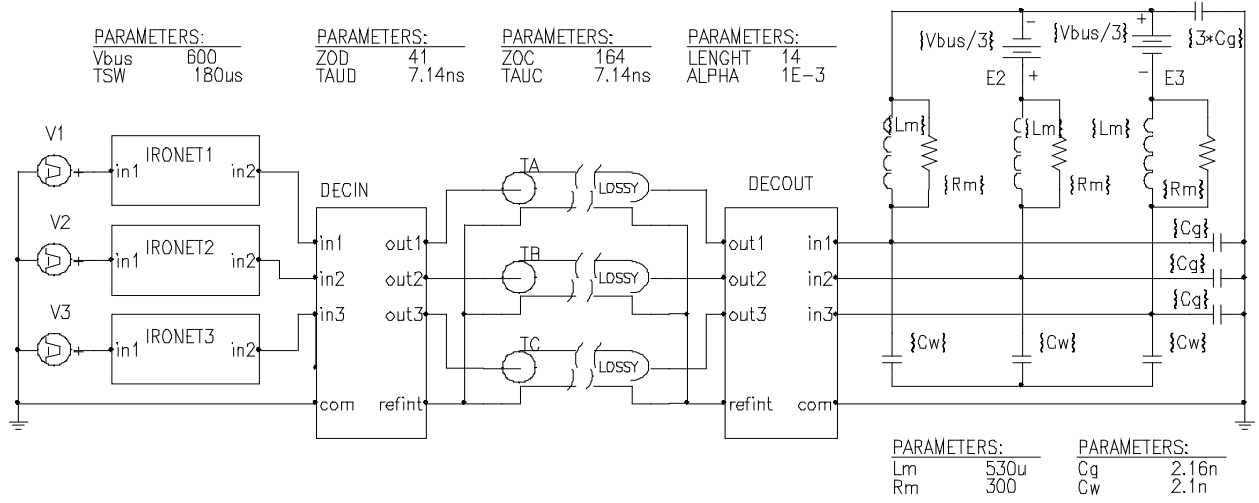 PARAMETERS:
Vbus 600
TSW 180us
PARAMETERS:
ZOD 41
TAUD 7.14ns
PARAMETERS:
ZOC 164
TAUC 7.14ns
PARAMETERS:
LENGHT 14
ALPHA 1E-3
{Vbus/3}
-
+
E2
{Vbus/3}
+
-
E3
{3*Cg}
{Lm}
{Rm}
{Lm}
{Rm}
{Lm}
{Rm}
V1
+
in1 IRONET1 in2
V2
+
in1 IRONET2 in2
V3
+
in1 IRONET3 in2
DECIN
in1 out1
in2 out2
in3 out3
com refint
TA
LOSSY
TB
LOSSY
TC
LOSSY
DECOUT
out1 in1
out2 in2
out3 in3
refint com
{Cg}
{Cg}
{Cg}
{Cw}
{Cw}
{Cw}
PARAMETERS:
Lm 530u
Rm 300
PARAMETERS:
Cg 2.16n
Cw 2.1n